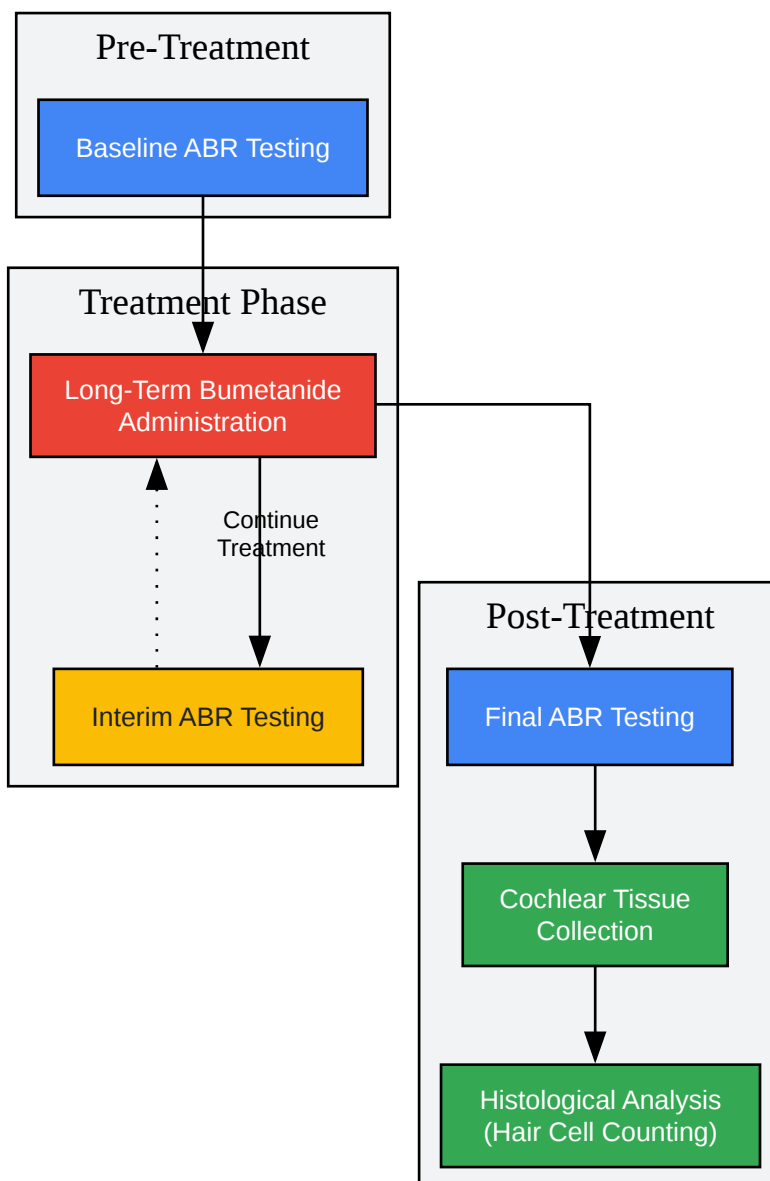 Pre-Treatment
Baseline ABR Testing
Treatment Phase
Long-Term Bumetanide
Administration
Continue
Treatment
Interim ABR Testing
Post-Treatment
Final ABR Testing
Cochlear Tissue
Collection
Histological Analysis
(Hair Cell Counting)